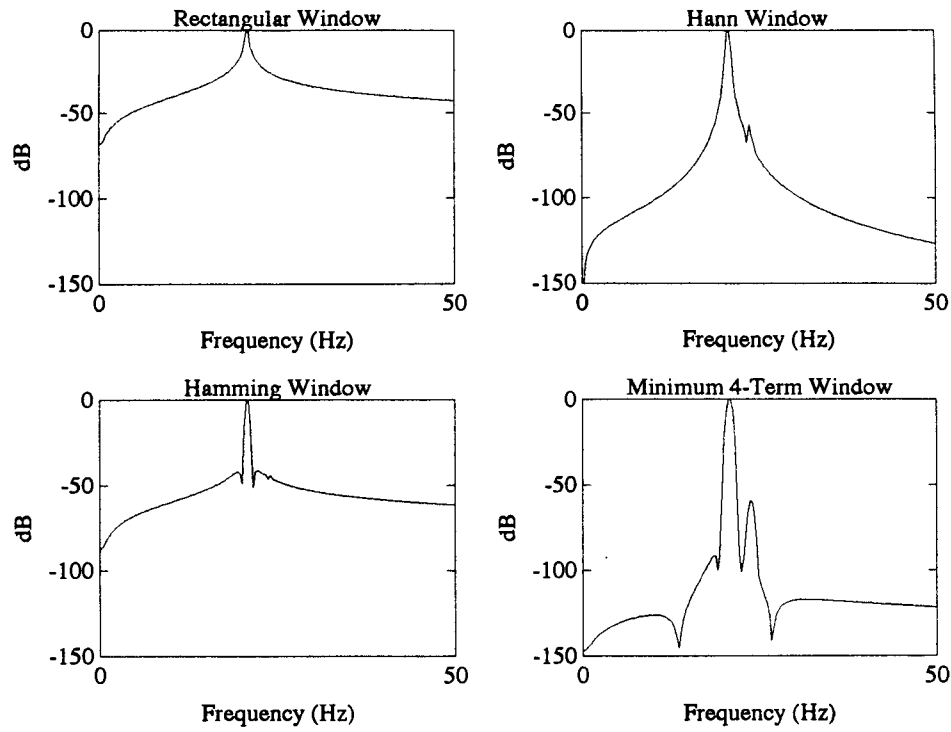 Rectangular Window
0
-50
-100
-150
dB
0
50
Frequency (Hz)
Hann Window
0
-50
-100
-150
dB
0
50
Frequency (Hz)
Hamming Window
0
-50
-100
-150
dB
0
50
Frequency (Hz)
Minimum 4-Term Window
0
-50
-100
-150
dB
0
50
Frequency (Hz)